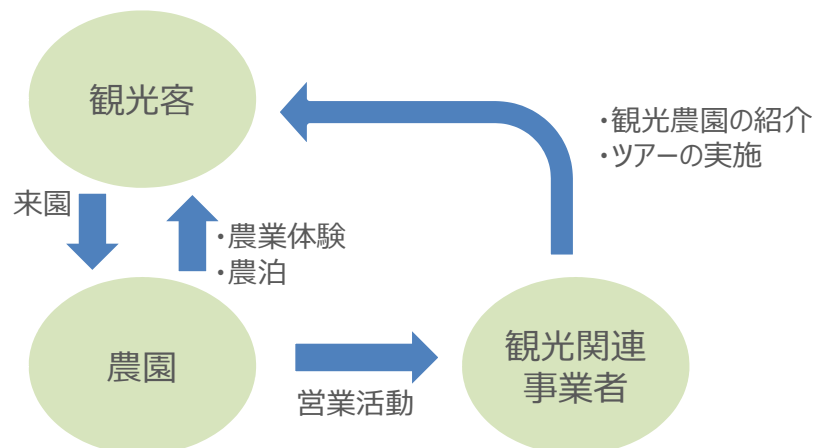 観光客
・観光農園の紹介
・ツアーの実施
来園
・農業体験
・農泊
農園
観光関連
事業者
営業活動